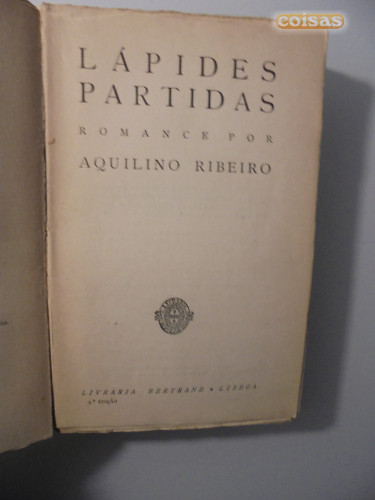 coisas
LÁPIDES
PARTIDAS
ROMANCE POR
AQUILINO RIBEIRO
LIVRARIA BERTRAND • LISBOA